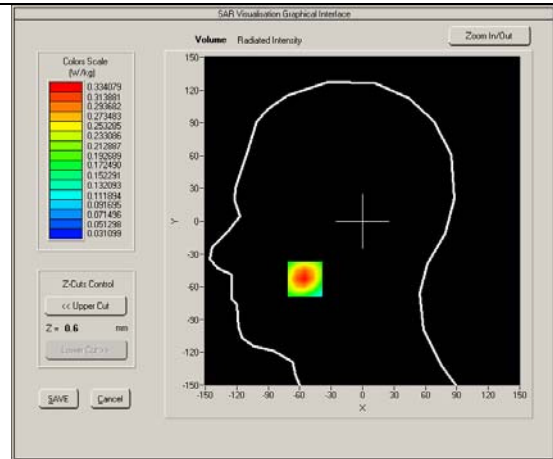 SAR Visualisation Graphical Interface
Volume Radiated Intensity
Zoom In/Out
Colors Scale
(W/kg)
0.334079
0.313881
0.293682
0.273483
0.253285
0.233086
0.212887
0.192689
0.172490
0.152291
0.132093
0.111894
0.091695
0.071496
0.051298
0.031099
Z-Cuts Control
<< Upper Cut
Z = 0.6 mm
Lower Cut >>
SAVE Cancel
Y
150-
120-
90-
60-
30-
0-
-30-
-60-
-90-
-120-
-150-
-150 -120 -90 -60 -30 0 30 60 90 120 150
X